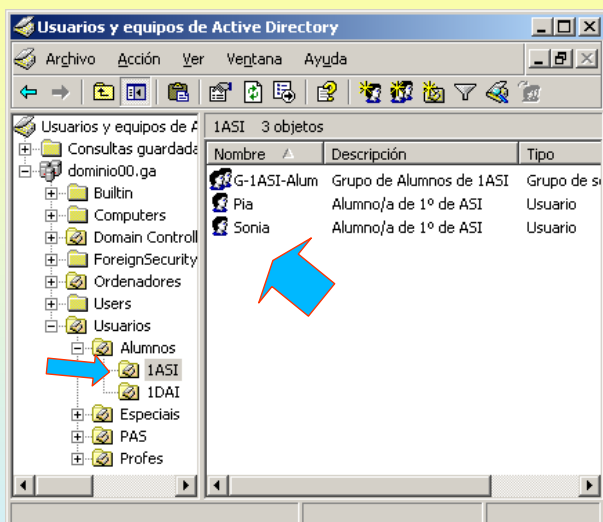 Usuarios y equipos de Active Directory
Archivo Acción Ver Ventana Ayuda
Usuarios y equipos de A
Consultas guardada
dominio00.ga
Builtin
Computers
Domain Controll
ForeignSecurity
Ordenadores
Users
Usuarios
Alumnos
1ASI
1DAI
Especiais
PAS
Profes
1ASI 3 objetos
Nombre Descripción Tipo
G-1ASI-Alum Grupo de Alumnos de 1ASI Grupo de s
Pia Alumno/a de 1º de ASI Usuario
Sonia Alumno/a de 1º de ASI Usuario